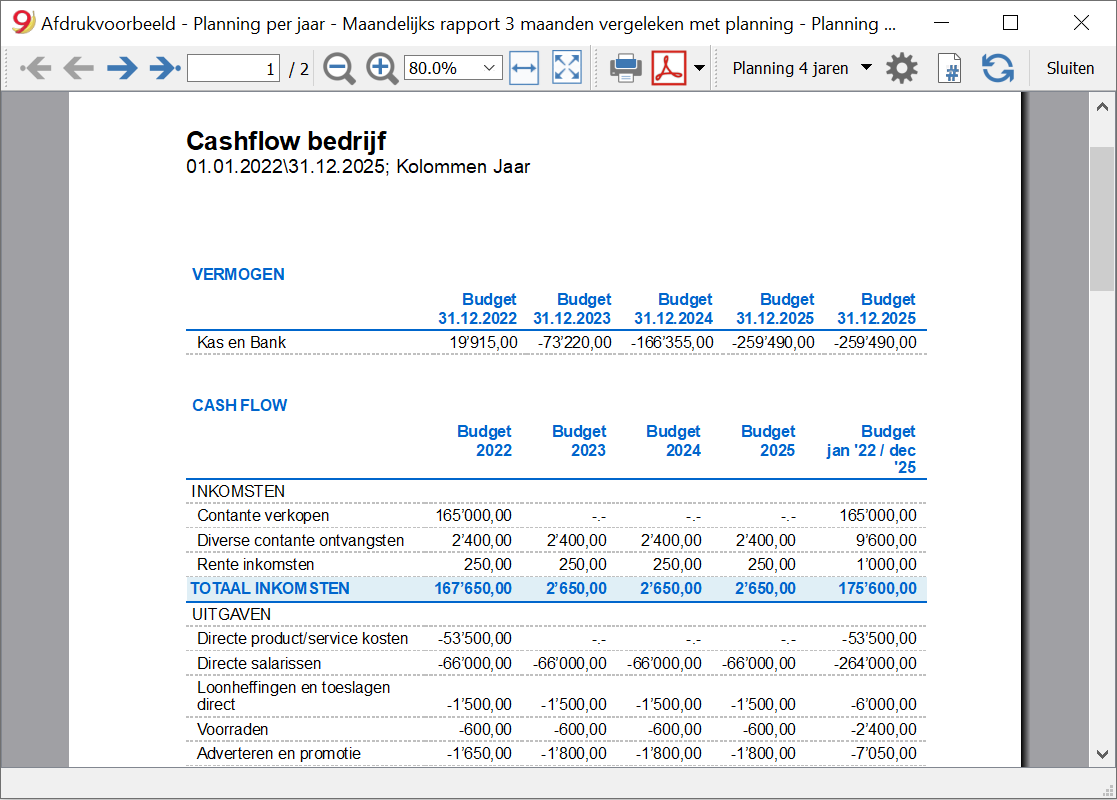 Afdrukvoorbeeld - Planning per jaar - Maandelijks rapport 3 maanden vergeleken met planning - Planning ...
1 / 2 80.0% Planning 4 jaren # Sluiten
Cashflow bedrijf
01.01.2022\31.12.2025; Kolommen Jaar
VERMOGEN
Budget Budget Budget Budget Budget
31.12.2022 31.12.2023 31.12.2024 31.12.2025 31.12.2025
Kas en Bank 19’915,00 -73’220,00 -166’355,00 -259’490,00 -259’490,00
CASH FLOW
Budget Budget Budget Budget Budget
2022 2023 2024 2025 jan '22 / dec
'25
INKOMSTEN
Contante verkopen 165’000,00 -.- -.- -.- 165’000,00
Diverse contante ontvangsten 2’400,00 2’400,00 2’400,00 2’400,00 9’600,00
Rente inkomsten 250,00 250,00 250,00 250,00 1’000,00
TOTAAL INKOMSTEN 167’650,00 2’650,00 2’650,00 2’650,00 175’600,00
UITGAVEN
Directe product/service kosten -53’500,00 -.- -.- -.- -53’500,00
Directe salarissen -66’000,00 -66’000,00 -66’000,00 -66’000,00 -264’000,00
Loonheffingen en toeslagen
direct -1’500,00 -1’500,00 -1’500,00 -1’500,00 -6’000,00
Voorraden -600,00 -600,00 -600,00 -600,00 -2’400,00
Adverteren en promotie -1’650,00 -1’800,00 -1’800,00 -1’800,00 -7’050,00